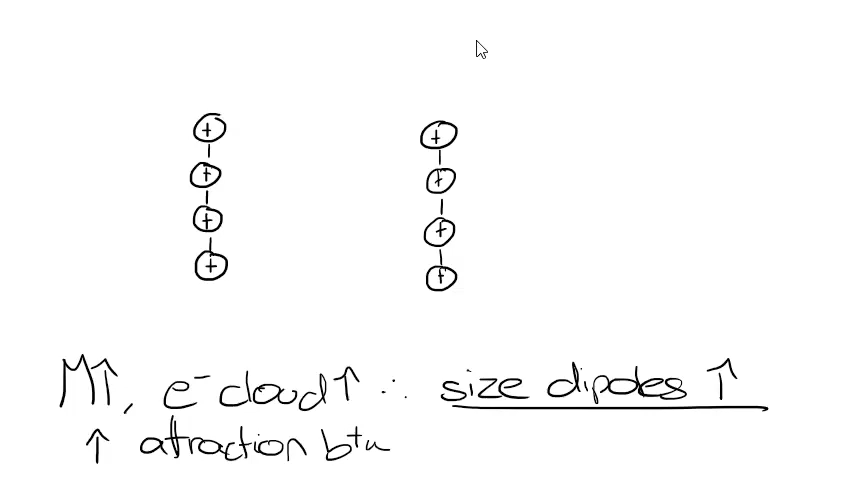 + +
+ +
+ +
+ +
M↑, e⁻ cloud ↑ ∴ size dipoles ↑
↑ attraction btw